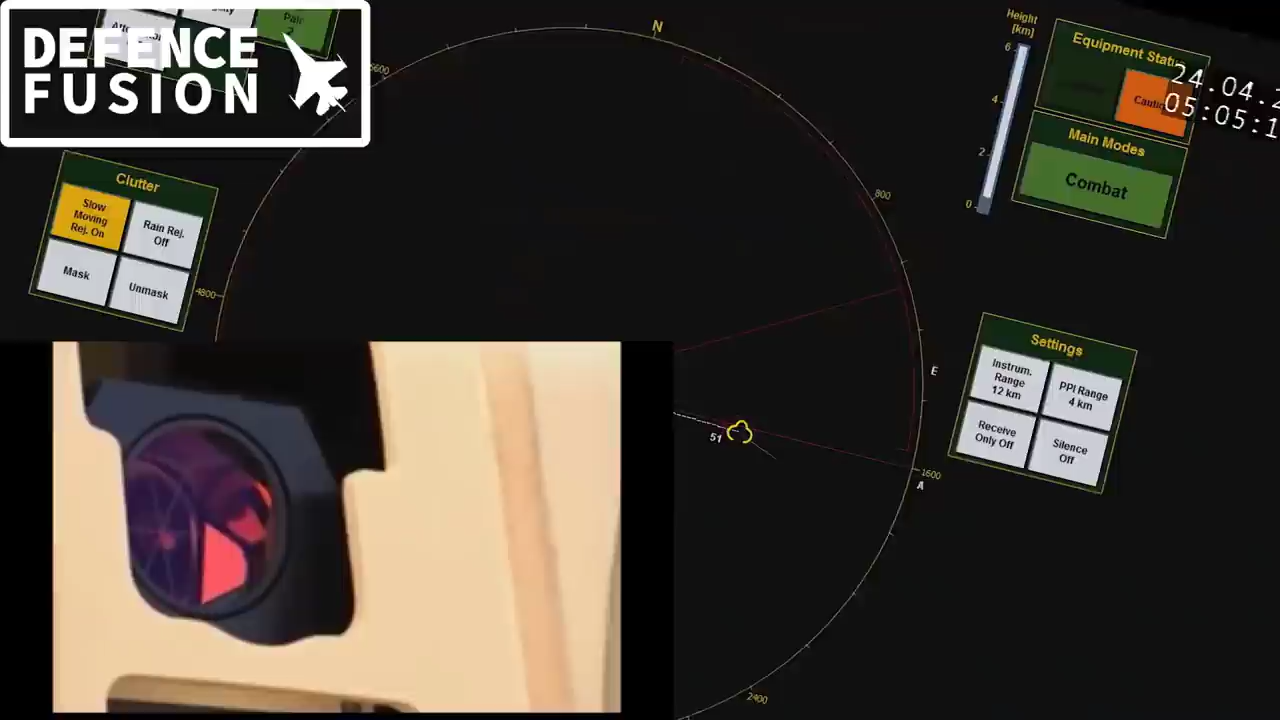 DEFENCE
FUSION
Pair
N
5600
Height
[km]
6
4
2
0
Equipment Statu
24.04.2
05:05:1
Main Modes
Combat
Clutter
Slow
Moving
Rej. On
Rain Rej.
Off
Mask
Unmask
4800
800
E
51
1600
A
2400
Settings
Instrum.
Range
12 km
PPI Range
4 km
Receive
Only Off
Silence
Off